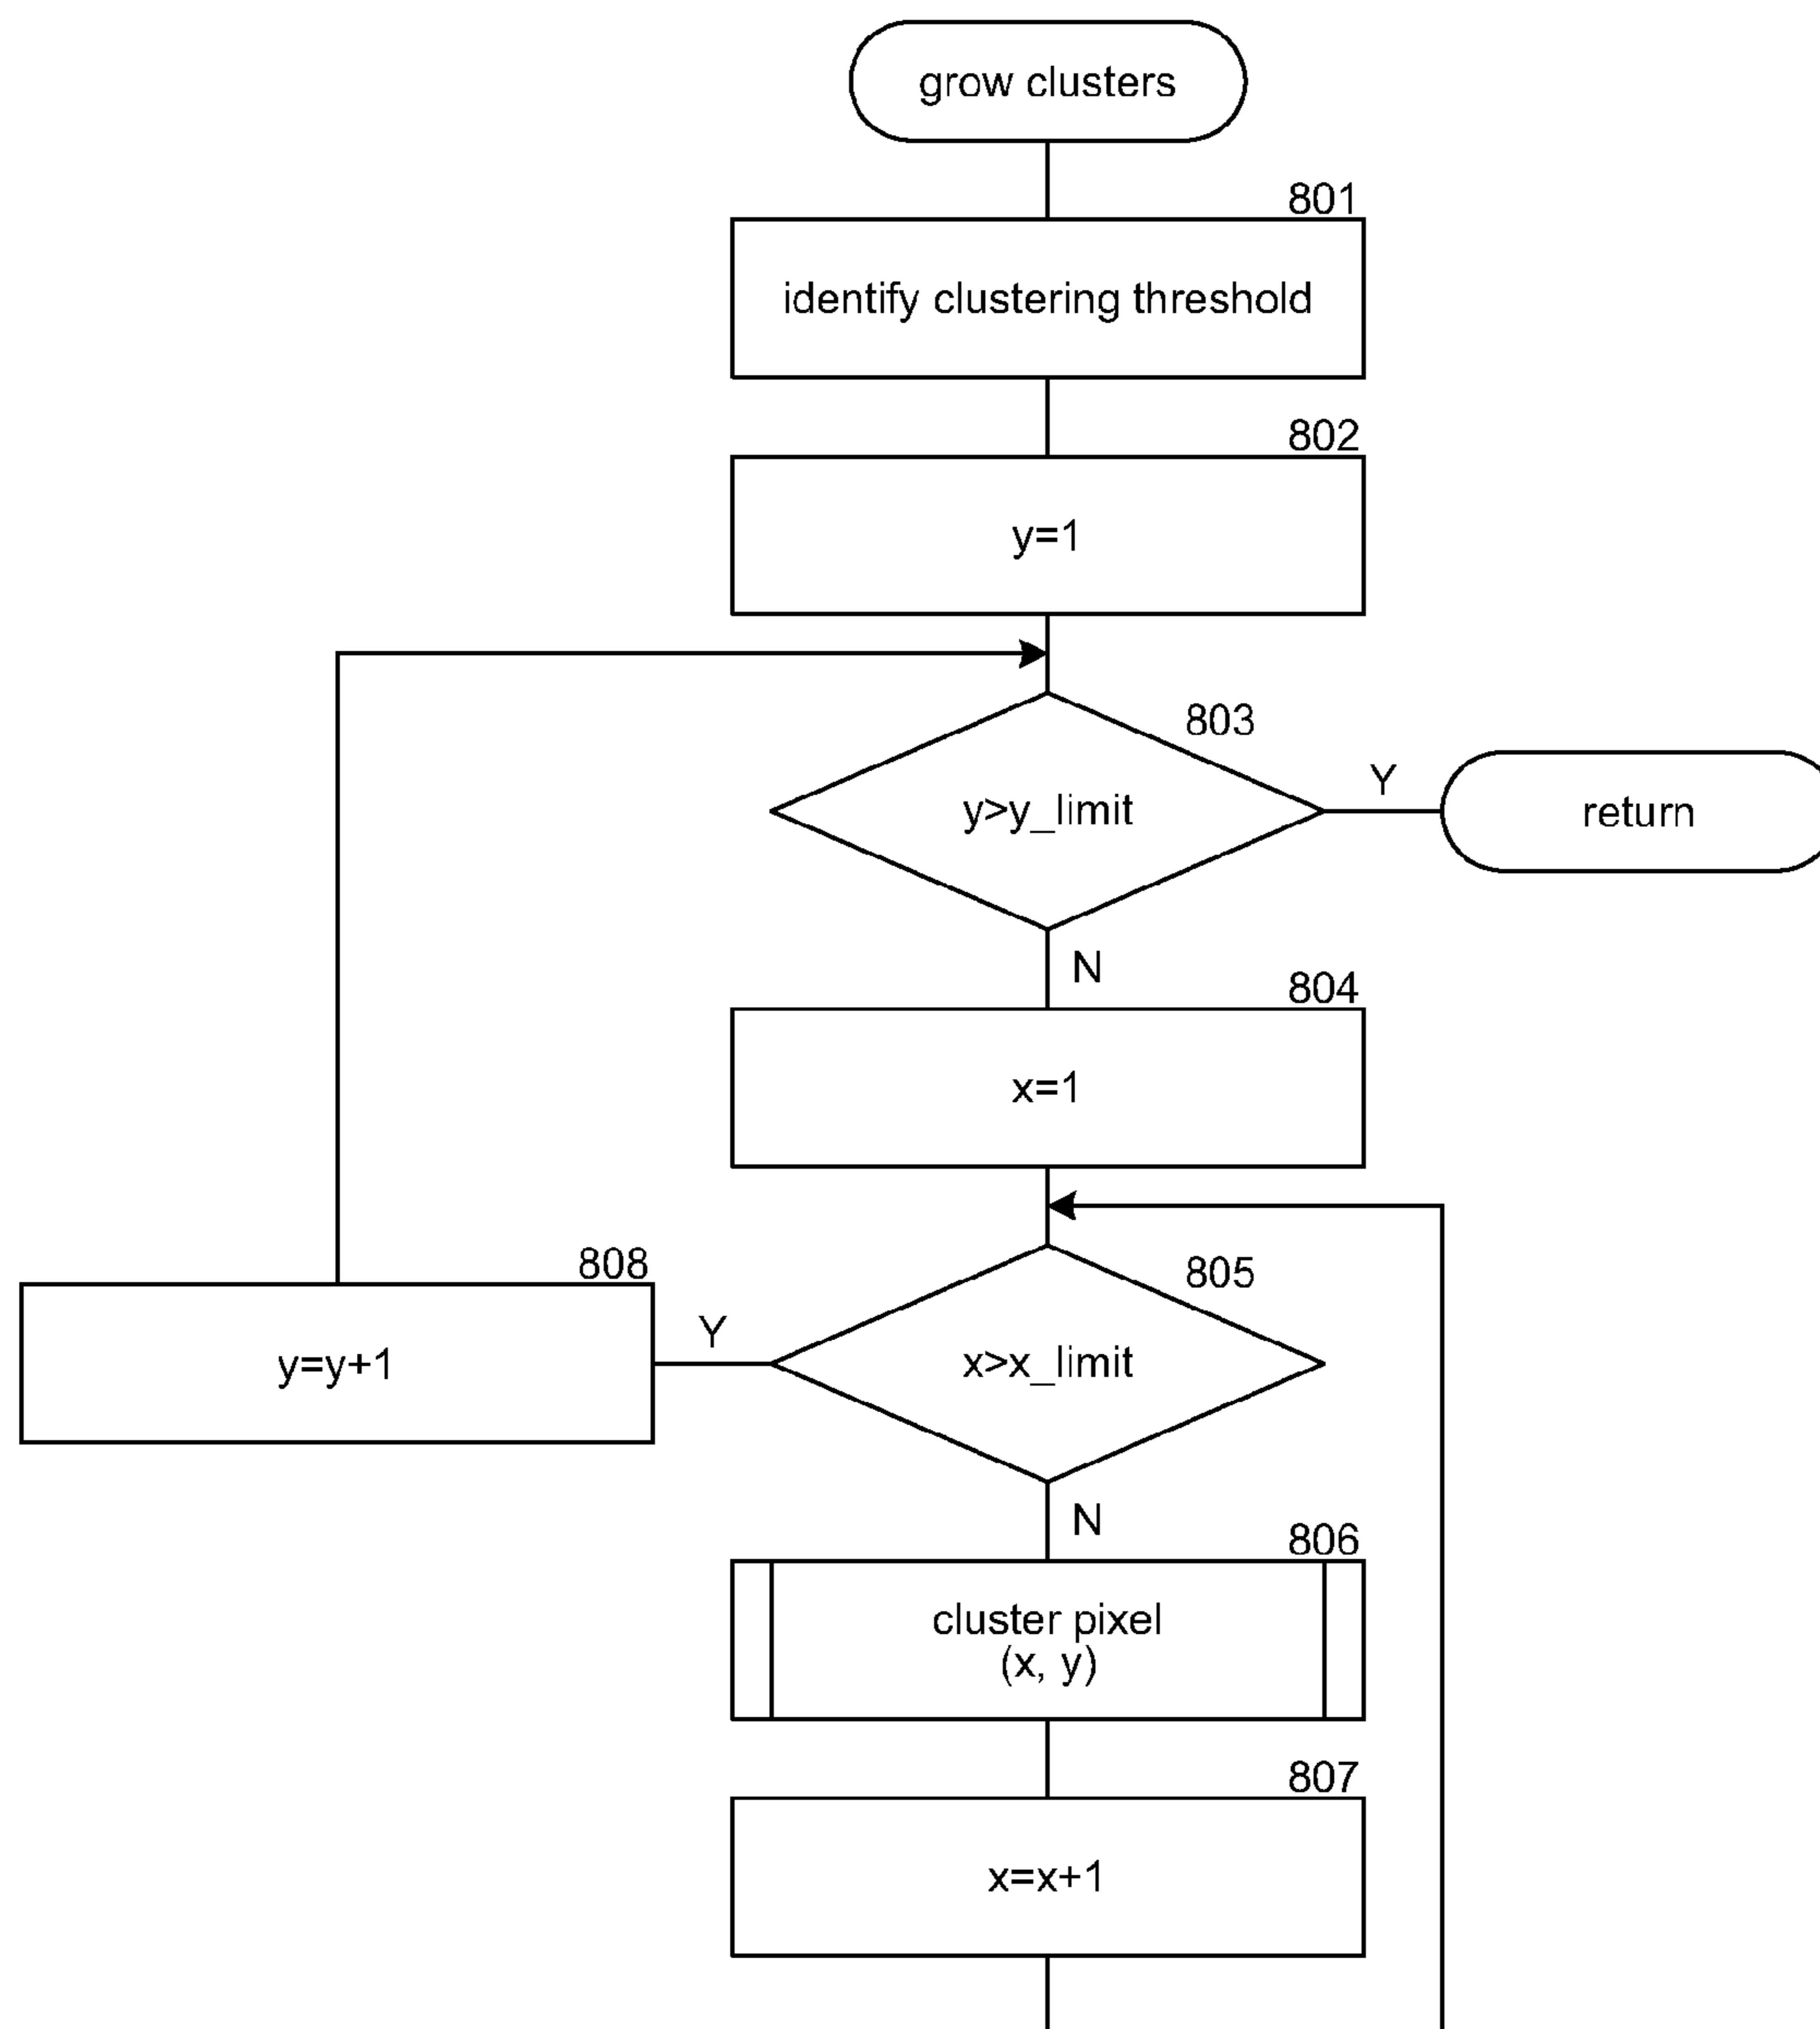 grow clusters
801
identify clustering threshold
802
y=1
803
y>y_limit
Y
return
N
804
x=1
808
805
y=y+1
Y
x>x_limit
N
806
cluster pixel
(x, y)
807
x=x+1